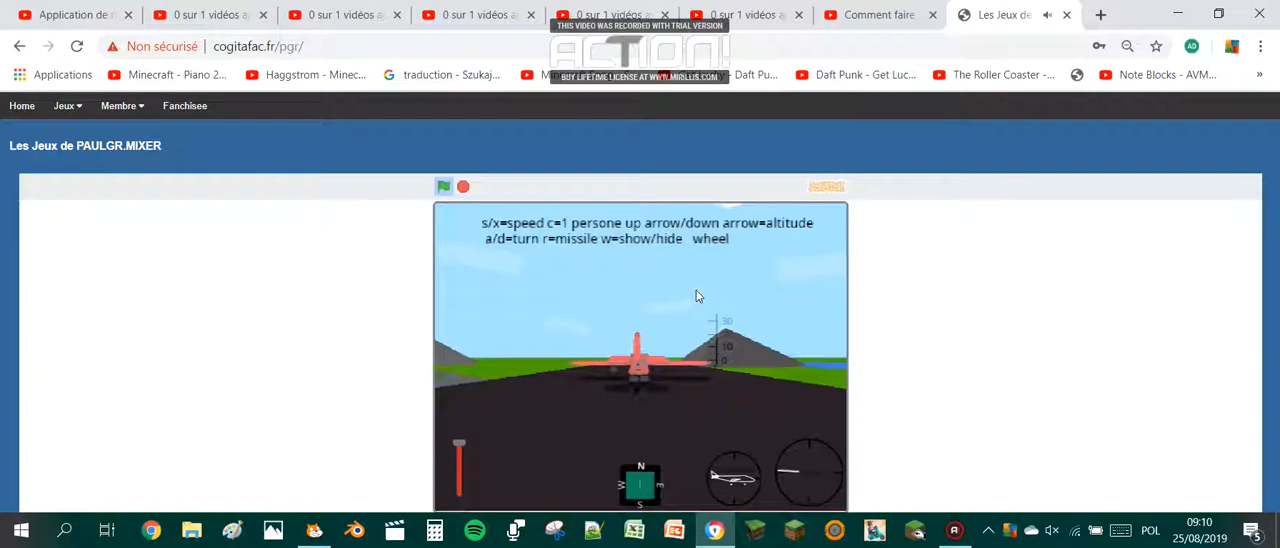 Application de r
0 sur 1 vidéos a
0 sur 1 vidéos a
0 sur 1 vidéos a
0 sur 1 vidéos a
0 sur 1 vidéos a
Comment faire
Les Jeux de
THIS VIDEO WAS RECORDED WITH TRIAL VERSION
ACTION!
BUY LIFETIME LICENSE AT WWW.MIRILLIS.COM
Non sécurisé
cogitafac.fr/pgr/
AD
Applications
Minecraft - Piano 2...
Haggstrom - Minec...
traduction - Szukaj...
Daft Pu...
Daft Punk - Get Luc...
The Roller Coaster -...
Note Blocks - AVM...
»
Home
Jeux
Membre
Fanchisee
Les Jeux de PAULGR.MIXER
s/x=speed c=1 persone up arrow/down arrow=altitude
a/d=turn r=missile w=show/hide wheel
30
10
0
N
W E
S
POL
09:10
25/08/2019
5